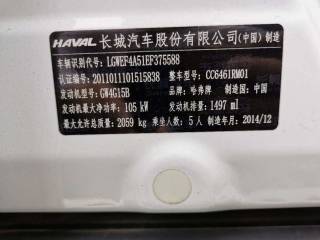 HAVAL 长城汽车股份有限公司(中国)制造
车辆识别代号: LGWEF4A51EF375588
认证编号: 2011011101515838 整车型号: CC6461RM01
发动机型号: GW4G15B 品牌: 哈弗牌 制造国: 中国
发动机最大净功率: 105 kW 发动机排量: 1497 ml
最大允许总质量: 2059 kg 乘坐人数: 5 人 制造年月: 2014/12